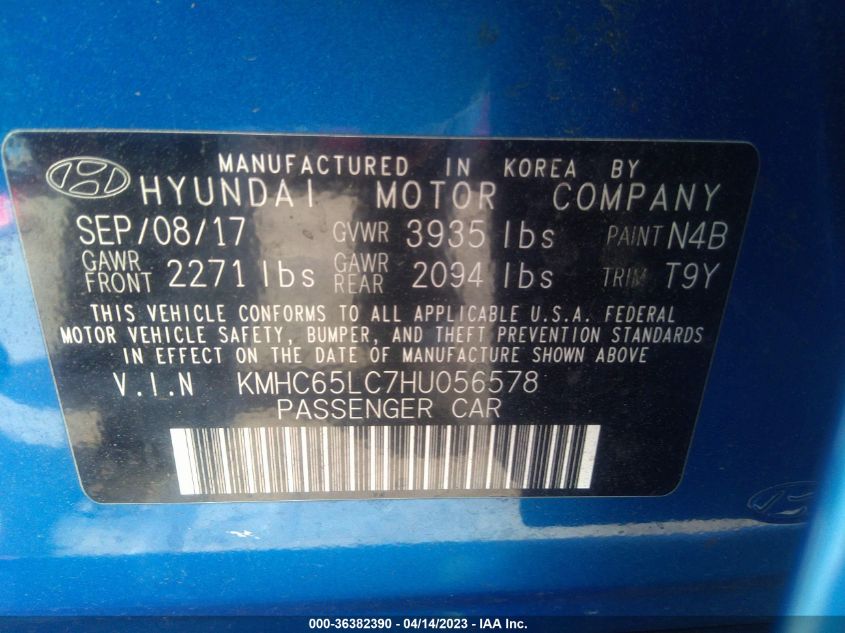 MANUFACTURED IN KOREA BY
HYUNDAI MOTOR COMPANY
SEP/08/17 GVWR 3935 lbs PAINT N4B
GAWR FRONT 2271 lbs GAWR REAR 2094 lbs TRIM T9Y
THIS VEHICLE CONFORMS TO ALL APPLICABLE U.S.A. FEDERAL
MOTOR VEHICLE SAFETY, BUMPER, AND THEFT PREVENTION STANDARDS
IN EFFECT ON THE DATE OF MANUFACTURE SHOWN ABOVE
V.I.N KMHC65LC7HU056578
PASSENGER CAR
000-36382390 - 04/14/2023 - IAA Inc.